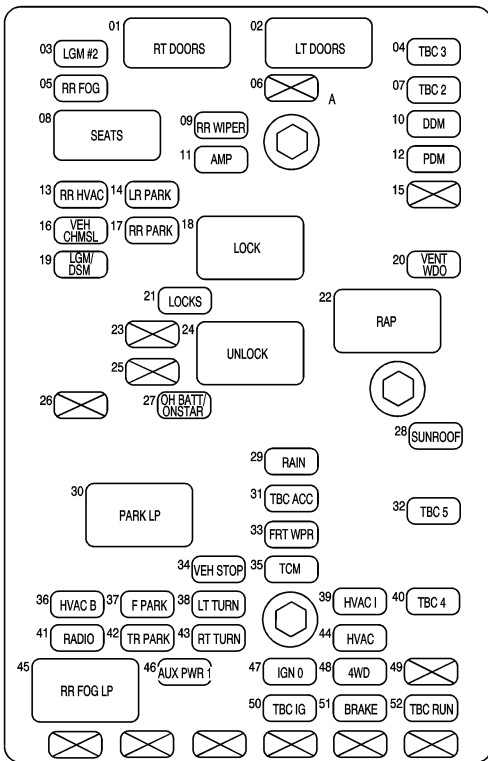 01 RT DOORS
02 LT DOORS
03 LGM #2
04 TBC 3
05 RR FOG
06
A
07 TBC 2
08 SEATS
09 RR WIPER
10 DDM
11 AMP
12 PDM
13 RR HVAC
14 LR PARK
15
16 VEH
CHMSL
17 RR PARK
18 LOCK
19 LGM/
DSM
20 VENT
WDO
21 LOCKS
22 RAP
23
24 UNLOCK
25
26
27 OH BATT/
ONSTAR
28 SUNROOF
29 RAIN
30 PARK LP
31 TBC ACC
32 TBC 5
33 FRT WPR
34 VEH STOP
35 TCM
36 HVAC B
37 F PARK
38 LT TURN
39 HVAC I
40 TBC 4
41 RADIO
42 TR PARK
43 RT TURN
44 HVAC
45 RR FOG LP
46 AUX PWR 1
47 IGN 0
48 4WD
49
50 TBC IG
51 BRAKE
52 TBC RUN